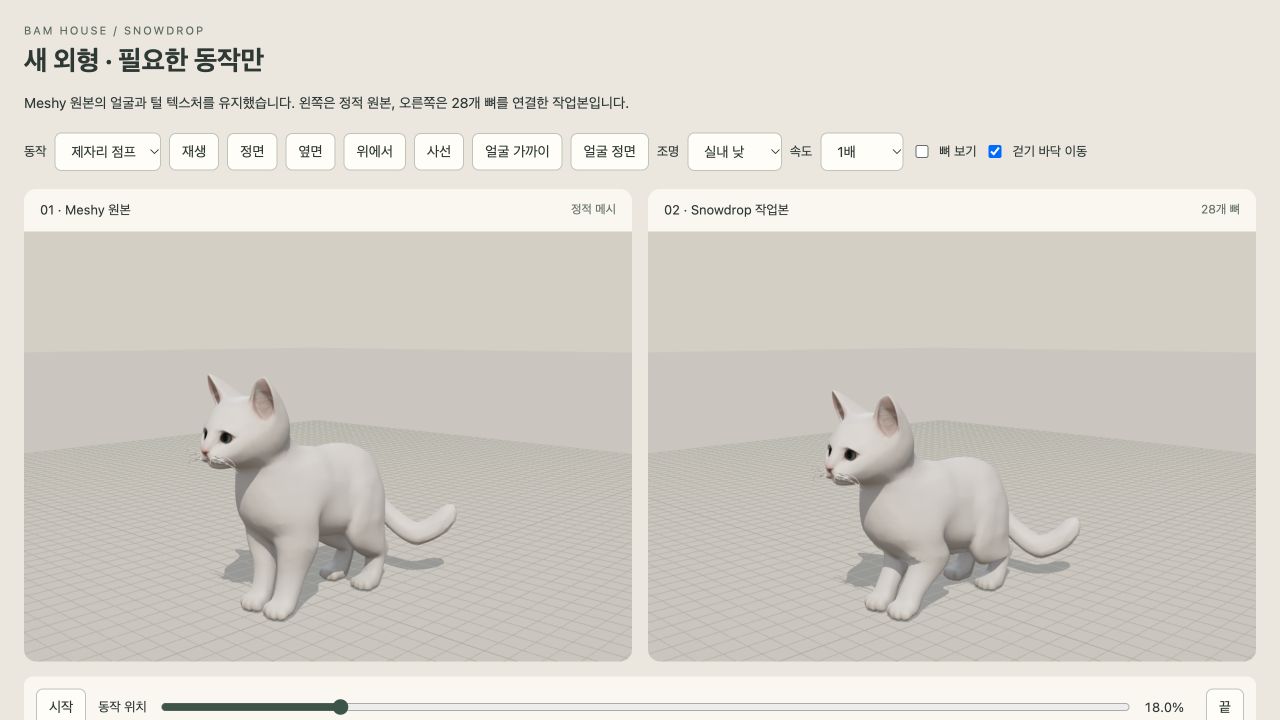 BAM HOUSE / SNOWDROP
새 외형 · 필요한 동작만
Meshy 원본의 얼굴과 털 텍스처를 유지했습니다. 왼쪽은 정적 원본, 오른쪽은 28개 뼈를 연결한 작업본입니다.
동작 제자리 점프 재생 정면 옆면 위에서 사선 얼굴 가까이 얼굴 정면 조명 실내 낮 속도 1배 뼈 보기 걷기 바닥 이동
01 · Meshy 원본 정적 메시
02 · Snowdrop 작업본 28개 뼈
시작 동작 위치 18.0% 끝